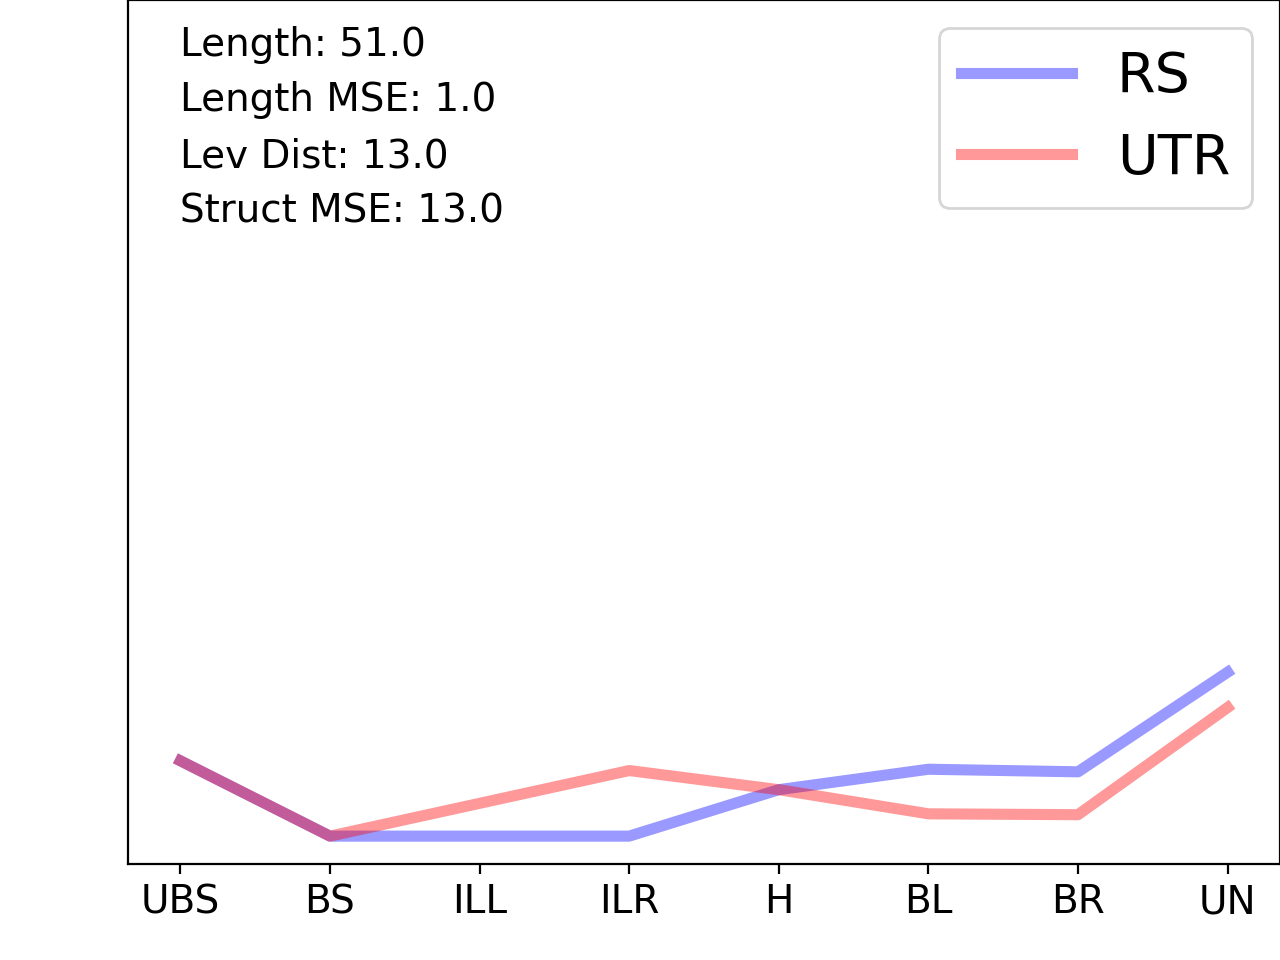 Length: 51.0
Length MSE: 1.0
Lev Dist: 13.0
Struct MSE: 13.0
RS
UTR
UBS BS ILL ILR H BL BR UN